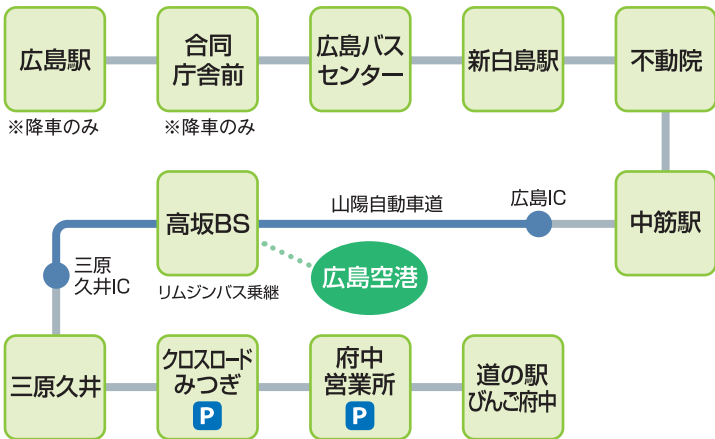 広島駅
合同
庁舎前
広島バス
センター
新白島駅
不動院
※降車のみ
※降車のみ
高坂BS
山陽自動車道
広島IC
中筋駅
三原
久井IC
リムジンバス乗継
広島空港
三原久井
クロスロード
みつぎ
P
府中
営業所
P
道の駅
びんご府中